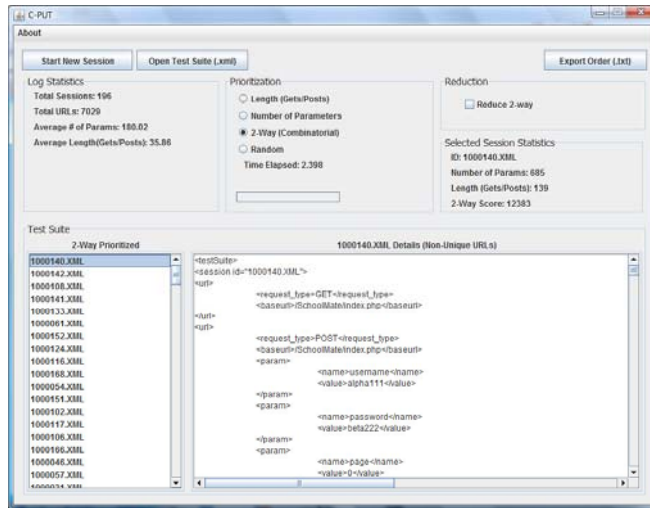 C-PUT
About
Start New Session
Open Test Suite (.xml)
Export Order (.txt)
Log Statistics
Total Sessions: 196
Total URLs: 7029
Average # of Params: 180.02
Average Length(Gets/Posts): 35.86
Prioritization
Length (Gets/Posts)
Number of Parameters
2-Way (Combinatorial)
Random
Time Elapsed: 2.398
Reduction
Reduce 2-way
Selected Session Statistics
ID: 1000140.XML
Number of Params: 685
Length (Gets/Posts): 139
2-Way Score: 12383
Test Suite
2-Way Prioritized
1000140.XML
1000142.XML
1000108.XML
1000141.XML
1000133.XML
1000061.XML
1000152.XML
1000124.XML
1000116.XML
1000168.XML
1000054.XML
1000151.XML
1000102.XML
1000117.XML
1000106.XML
1000166.XML
1000046.XML
1000057.XML
1000140.XML Details (Non-Unique URLs)
<testSuite>
<session id="1000140.XML">
<url>
<request_type>GET</request_type>
<baseurl>/SchoolMate/index.php</baseurl>
</url>
<url>
<request_type>POST</request_type>
<baseurl>/SchoolMate/index.php</baseurl>
<param>
<name>username</name>
<value>alpha111</value>
</param>
<param>
<name>password</name>
<value>beta222</value>
</param>
<param>
<name>page</name>
<value>0</value>